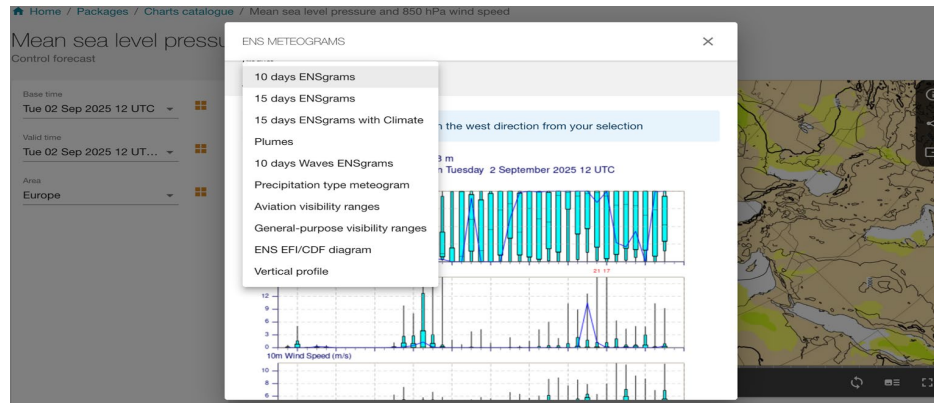 Home / Packages / Charts catalogue / Mean sea level pressure and 850 hPa wind speed
Mean sea level pressu
Control forecast
Base time
Tue 02 Sep 2025 12 UTC
Valid time
Tue 02 Sep 2025 12 UT...
Area
Europe
ENS METEOGRAMS
10 days ENSgrams
15 days ENSgrams
15 days ENSgrams with Climate
Plumes
10 days Waves ENSgrams
Precipitation type meteogram
Aviation visibility ranges
General-purpose visibility ranges
ENS EFI/CDF diagram
Vertical profile
n the west direction from your selection
3 m
n Tuesday 2 September 2025 12 UTC
21 17
12
9
6
3
0
10m Wind Speed (m/s)
10
8
6